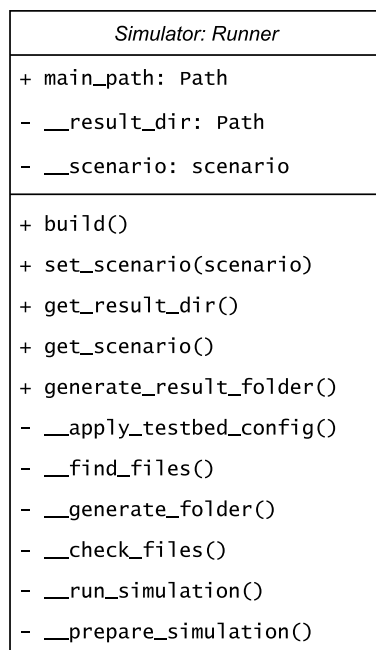 Simulator: Runner
+ main_path: Path
- __result_dir: Path
- __scenario: scenario
+ build()
+ set_scenario(scenario)
+ get_result_dir()
+ get_scenario()
+ generate_result_folder()
- __apply_testbed_config()
- __find_files()
- __generate_folder()
- __check_files()
- __run_simulation()
- __prepare_simulation()